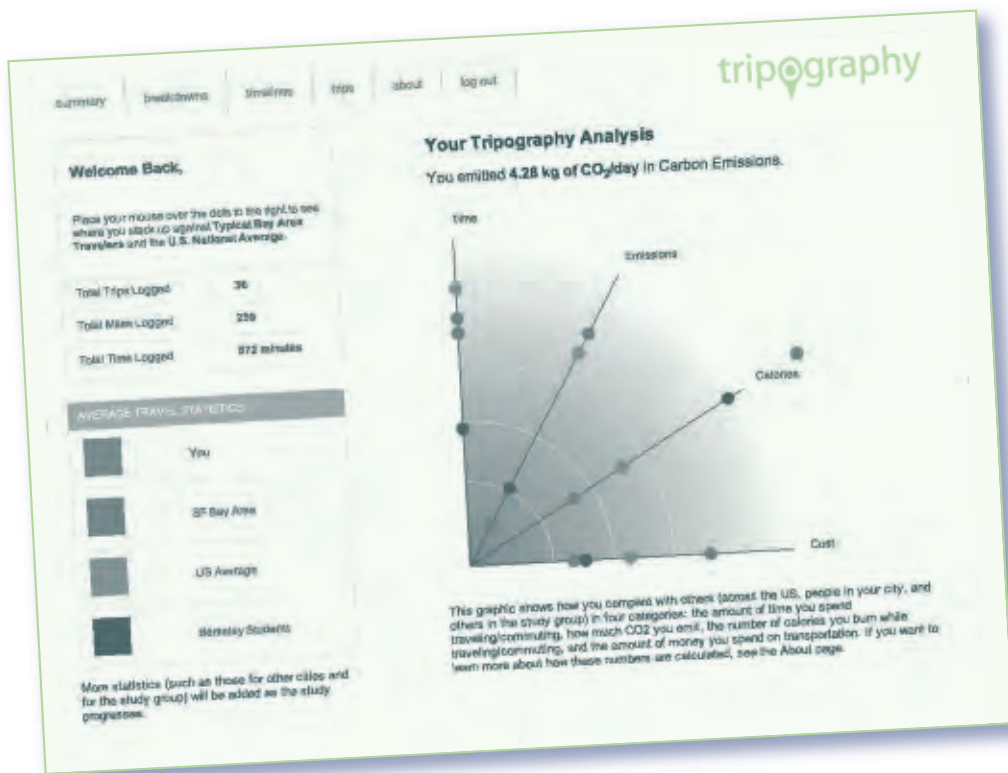 tripography
summary breakdowns timelines trips about log out
Welcome Back,
Place your mouse over the dots to the right to see
where you stack up against Typical Bay Area
Travelers and the U.S. National Average.
Total Trips Logged 36
Total Miles Logged 259
Total Time Logged 872 minutes
AVERAGE TRAVEL STATISTICS
You
SF Bay Area
US Average
Berkeley Students
More statistics (such as those for other cities and
for the study group) will be added as the study
progresses.
Your Tripography Analysis
You emitted 4.28 kg of CO2/day in Carbon Emissions.
time
Emissions
Calories
Cost
This graphic shows how you compare with others (across the US, people in your city, and
others in the study group) in four categories: the amount of time you spend
traveling/commuting, how much CO2 you emit, the number of calories you burn while
traveling/commuting, and the amount of money you spend on transportation. If you want to
learn more about how these numbers are calculated, see the About page.